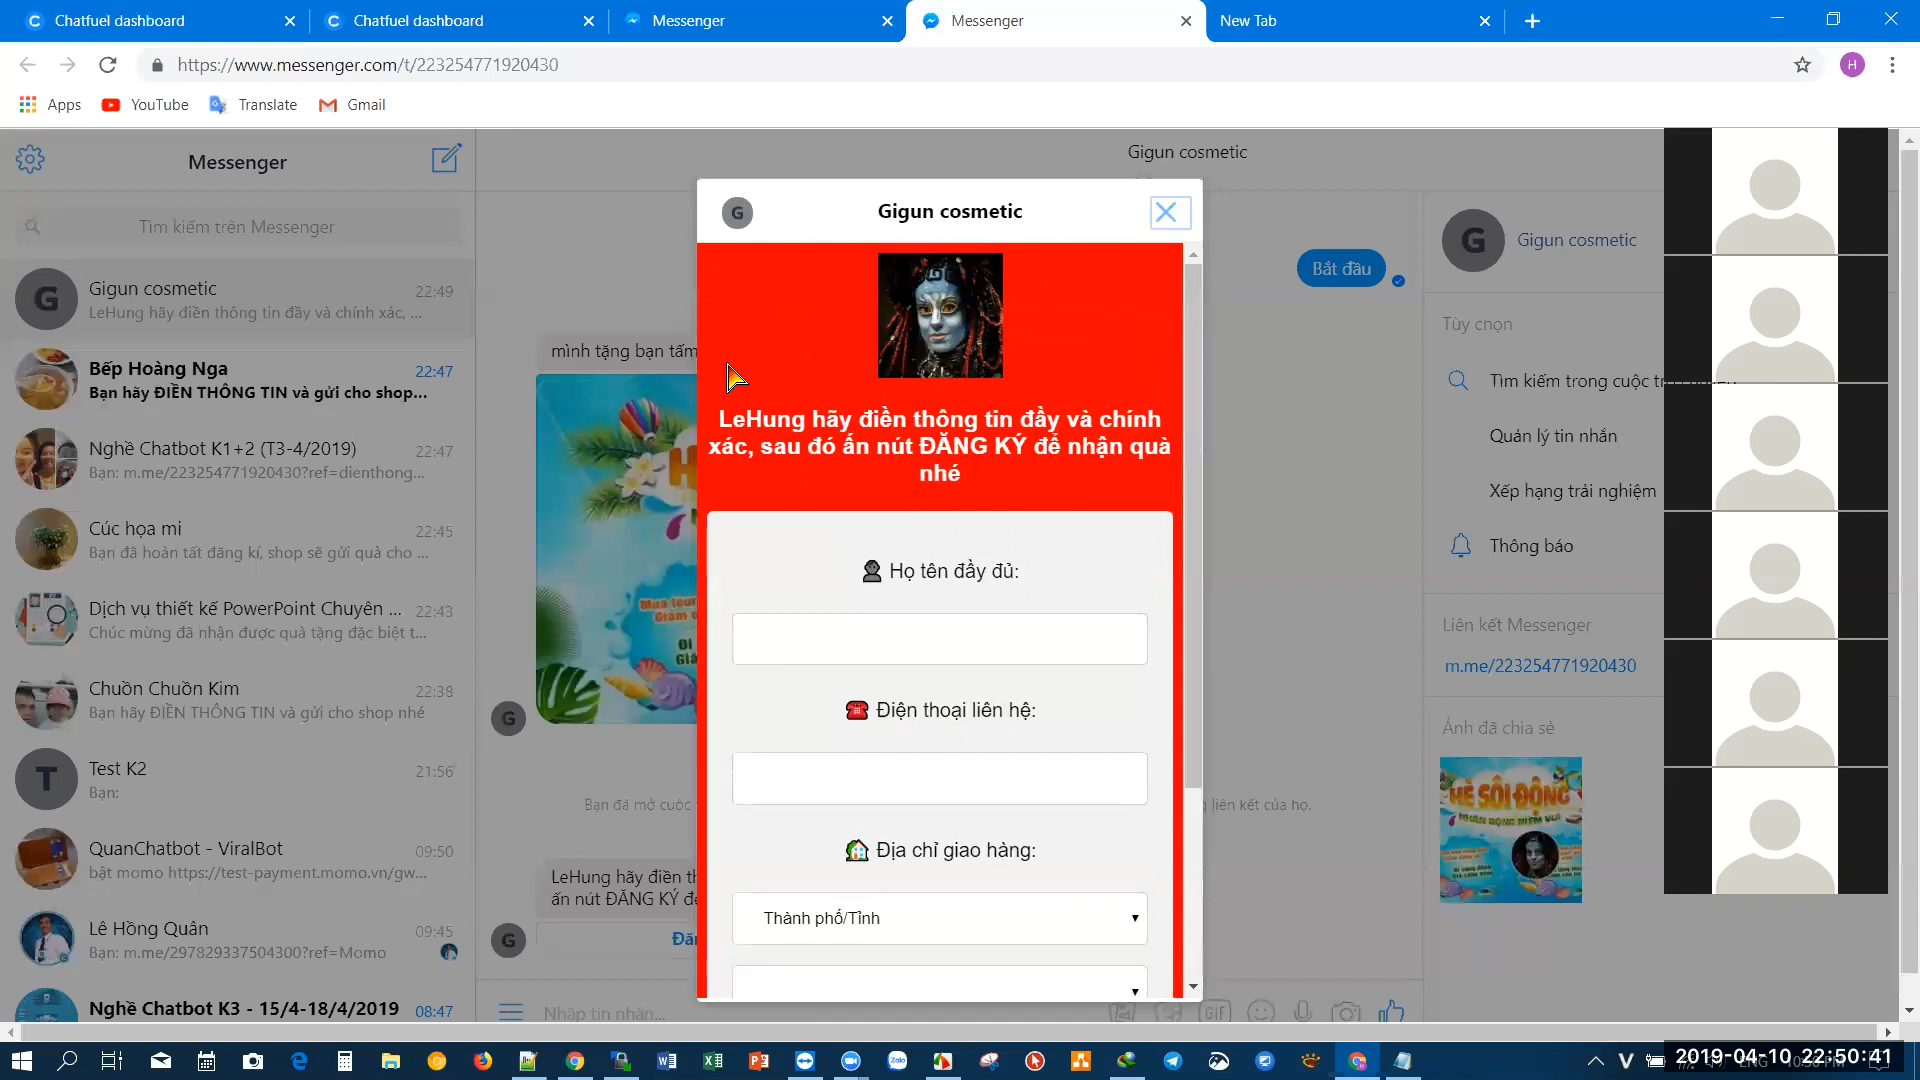 Chatfuel dashboard
Chatfuel dashboard
Messenger
Messenger
New Tab
https://www.messenger.com/t/223254771920430
H
Apps
YouTube
Translate
Gmail
Messenger
Tìm kiếm trên Messenger
G
Gigun cosmetic
22:49
LeHung hãy điền thông tin đầy và chính xác, ...
Bếp Hoàng Nga
22:47
Bạn hãy ĐIỀN THÔNG TIN và gửi cho shop...
Nghề Chatbot K1+2 (T3-4/2019)
22:47
Bạn: m.me/223254771920430?ref=dienthong...
Cúc họa mi
22:45
Bạn đã hoàn tất đăng kí, shop sẽ gửi quà cho ...
Dịch vụ thiết kế PowerPoint Chuyên ...
22:43
Chúc mừng đã nhận được quà tặng đặc biệt t...
Chuồn Chuồn Kim
22:38
Bạn hãy ĐIỀN THÔNG TIN và gửi cho shop nhé
T
Test K2
21:56
Bạn:
QuanChatbot - ViralBot
09:50
bật momo https://test-payment.momo.vn/gw...
Lê Hồng Quân
09:45
Bạn: m.me/297829337504300?ref=Momo
Nghề Chatbot K3 - 15/4-18/4/2019
08:47
Gigun cosmetic
Bắt đầu
mình tặng bạn tấm
Mua tour
Giảm
Đi
Giả
G
Bạn đã mở cuộc
liên kết của họ.
LeHung hãy điền th
ấn nút ĐĂNG KÝ để
G
Đăn
Nhập tin nhắn...
GIF
G
Gigun cosmetic
LeHung hãy điền thông tin đầy và chính
xác, sau đó ấn nút ĐĂNG KÝ để nhận quà
nhé
Họ tên đầy đủ:
Điện thoại liên hệ:
Địa chỉ giao hàng:
Thành phố/Tỉnh
G
Gigun cosmetic
Tùy chọn
Tìm kiếm trong cuộc
Quản lý tin nhắn
Xếp hạng trải nghiệm
Thông báo
Liên kết Messenger
m.me/223254771920430
Ảnh đã chia sẻ
HÈ SÔI ĐỘNG
2019-04-10 22:50:41